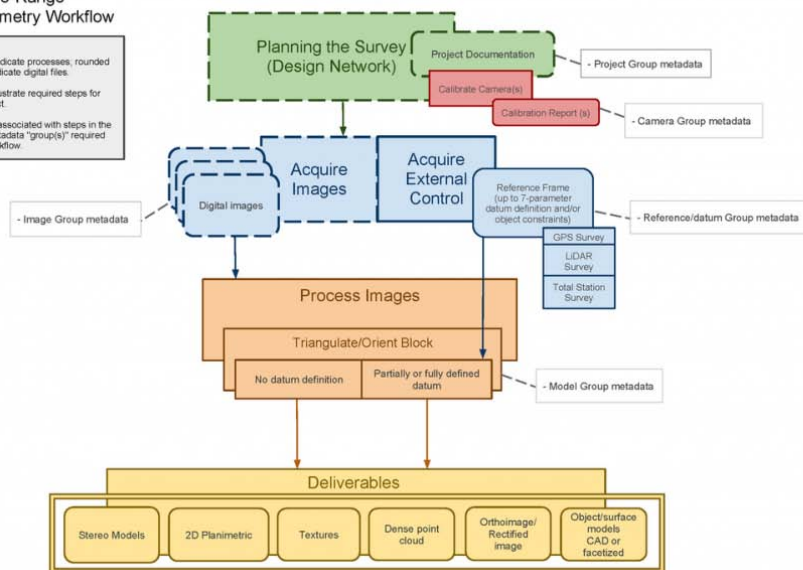 Range
metry Workflow
dicate processes; rounded
dicate digital files.
ustrate required steps for
ct.
associated with steps in the
tadata "group(s)" required
kflow.
Planning the Survey
(Design Network)
Project Documentation
- Project Group metadata
Calibrate Camera(s)
Calibration Report (s)
- Camera Group metadata
Acquire
Images
Acquire
External
Control
Digital images
- Image Group metadata
Reference Frame
(up to 7-parameter
datum definition and/or
object constraints)
- Reference/datum Group metadata
GPS Survey
LiDAR
Survey
Total Station
Survey
Process Images
Triangulate/Orient Block
No datum definition
Partially or fully defined
datum
- Model Group metadata
Deliverables
Stereo Models
2D Planimetric
Textures
Dense point
cloud
Orthoimage/
Rectified
image
Object/surface
models
CAD or
facetized